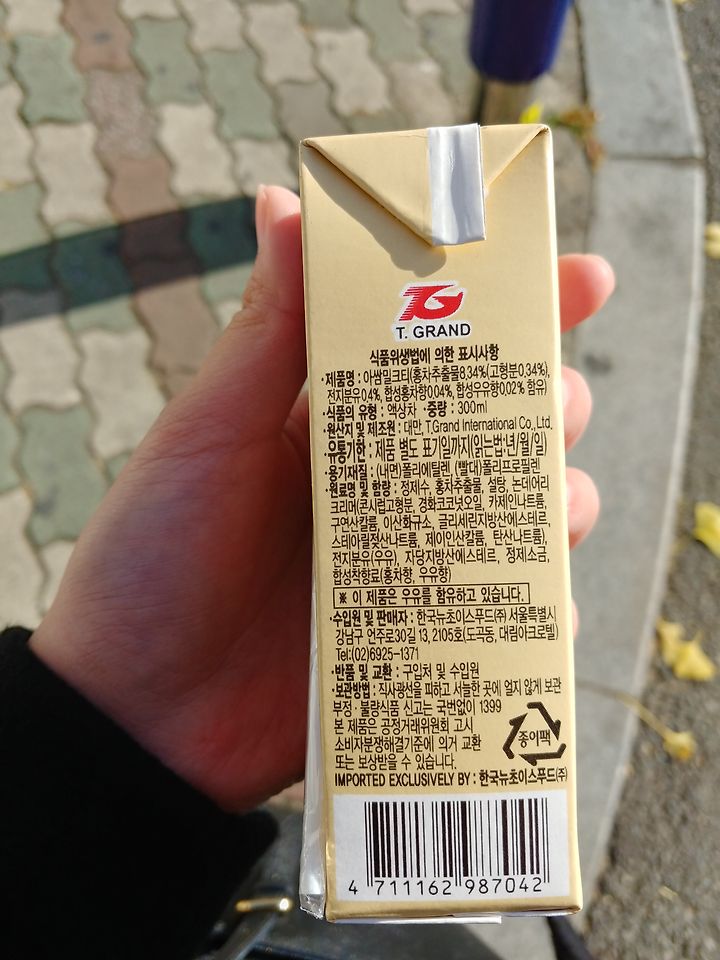 TG
T. GRAND
식품위생법에 의한 표시사항
·제품명 : 아쌈밀크티(홍차추출물8.34%(고형분0.34%),
전지분유0.4%, 합성홍차향0.04%, 합성우유향0.02% 함유)
·식품의 유형 : 액상차 ·중량 : 300ml
·원산지 및 제조원 : 대만, T.Grand International Co., Ltd.
·유통기한 : 제품 별도 표기일까지(읽는법:년/월/일)
·용기재질 : (내면)폴리에틸렌 (빨대)폴리프로필렌
·원료명 및 함량 : 정제수, 홍차추출물, 설탕, 논데어리
크리머(콘시럽고형분, 경화코코넛오일, 카제인나트륨,
구연산칼륨, 이산화규소, 글리세린지방산에스테르,
스테아릴젖산나트륨, 제이인산칼륨, 탄산나트륨),
전지분유(우유), 자당지방산에스테르, 정제소금,
합성착향료(홍차향, 우유향)
※ 이 제품은 우유를 함유하고 있습니다.
·수입원 및 판매자 : 한국뉴초이스푸드㈜ 서울특별시
강남구 언주로30길 13, 2105호(도곡동, 대림아크로텔)
Tel:(02)6925-1371
·반품 및 교환 : 구입처 및 수입원
·보관방법 : 직사광선을 피하고 서늘한 곳에 얼지 않게 보관
부정·불량식품 신고는 국번없이 1399
본 제품은 공정거래위원회 고시
소비자분쟁해결기준에 의거 교환
또는 보상받을 수 있습니다.
종이팩
IMPORTED EXCLUSIVELY BY : 한국뉴초이스푸드㈜
4 711162 987042